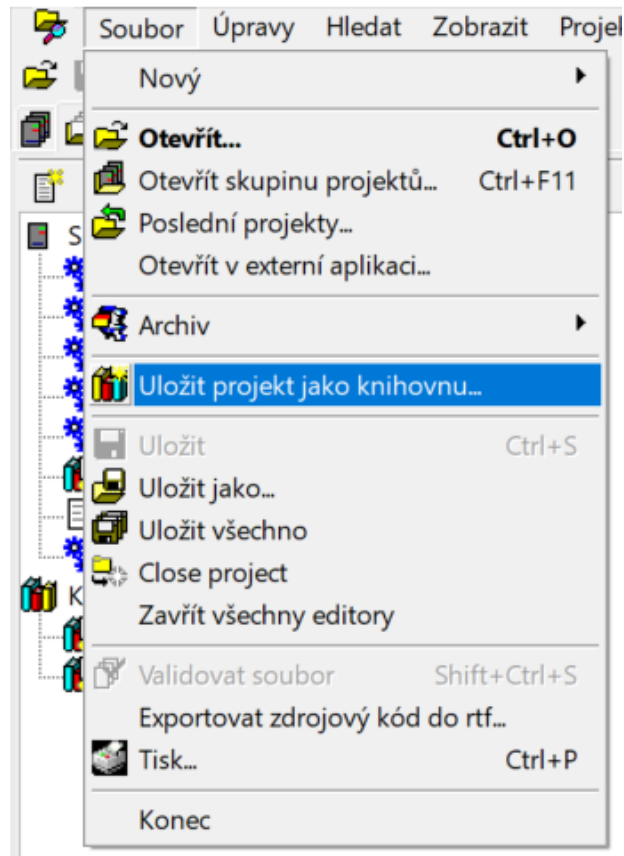 Soubor Úpravy Hledat Zobrazit Projek
Nový
Otevřít... Ctrl+O
Otevřít skupinu projektů... Ctrl+F11
Poslední projekty...
Otevřít v externí aplikaci...
Archiv
Uložit projekt jako knihovnu...
Uložit Ctrl+S
Uložit jako...
Uložit všechno
Close project
Zavřít všechny editory
Validovat soubor Shift+Ctrl+S
Exportovat zdrojový kód do rtf...
Tisk... Ctrl+P
Konec
S
K